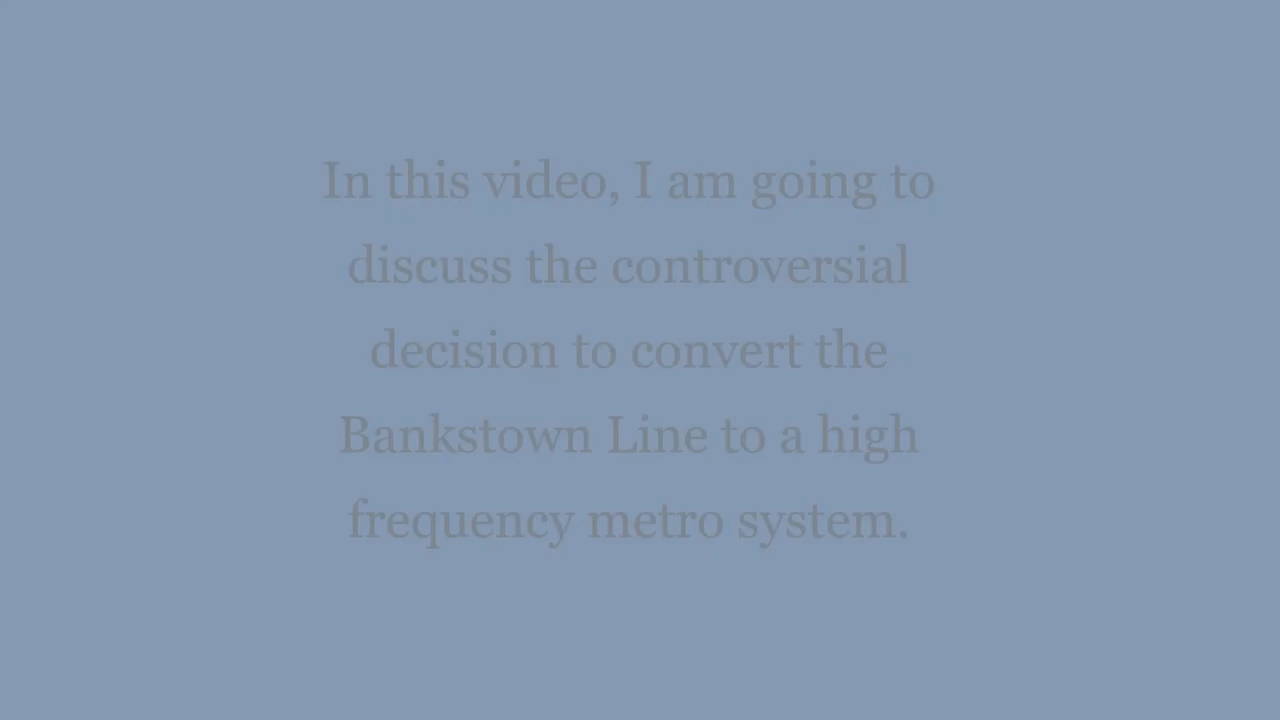 In this video, I am going to
discuss the controversial
decision to convert the
Bankstown Line to a high
frequency metro system.